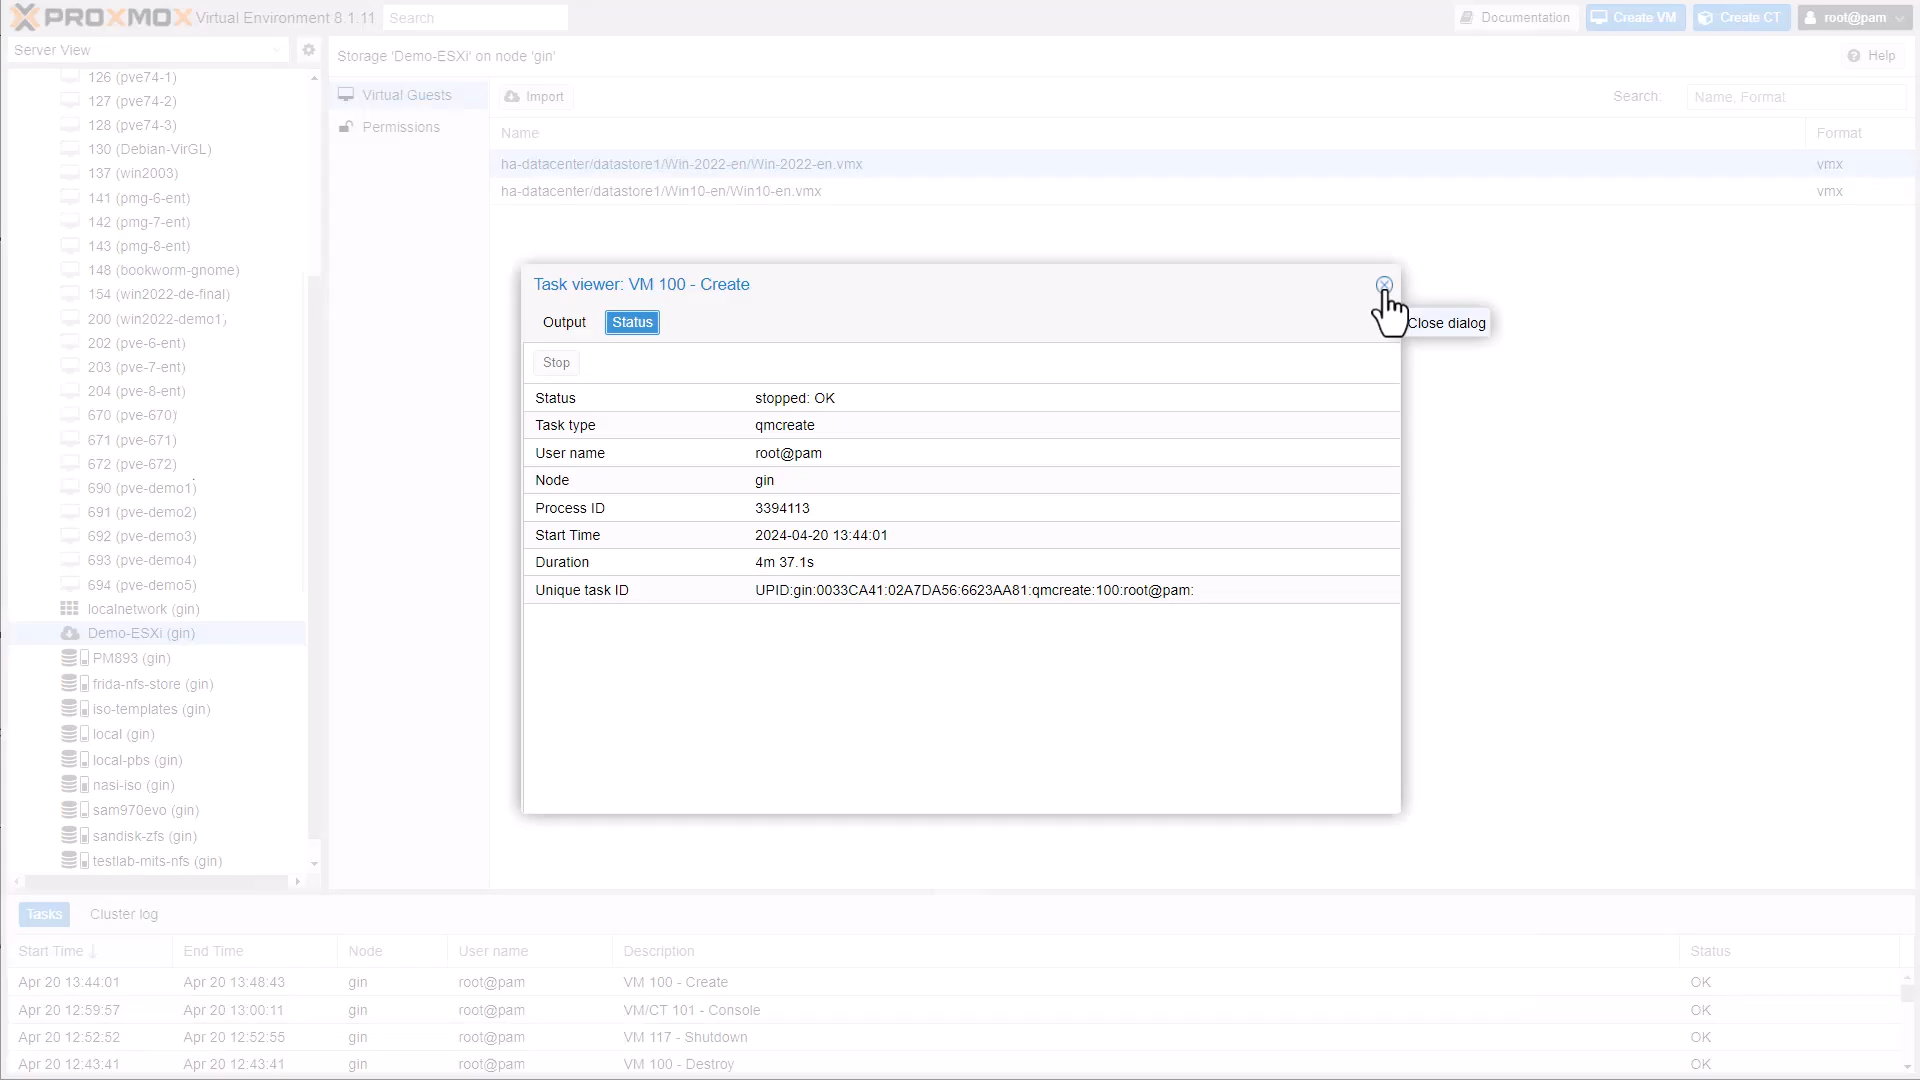 PROXMOX Virtual Environment 8.1.11 Search Documentation Create VM Create CT root@pam
Server View
Storage 'Demo-ESXi' on node 'gin' Help
126 (pve74-1)
127 (pve74-2)
128 (pve74-3)
130 (Debian-VirGL)
137 (win2003)
141 (pmg-6-ent)
142 (pmg-7-ent)
143 (pmg-8-ent)
148 (bookworm-gnome)
154 (win2022-de-final)
200 (win2022-demo1)
202 (pve-6-ent)
203 (pve-7-ent)
204 (pve-8-ent)
670 (pve-670)
671 (pve-671)
672 (pve-672)
690 (pve-demo1)
691 (pve-demo2)
692 (pve-demo3)
693 (pve-demo4)
694 (pve-demo5)
localnetwork (gin)
Demo-ESXi (gin)
PM893 (gin)
frida-nfs-store (gin)
iso-templates (gin)
local (gin)
local-pbs (gin)
nasi-iso (gin)
sam970evo (gin)
sandisk-zfs (gin)
testlab-mits-nfs (gin)
Virtual Guests
Permissions
Import Search: Name, Format
Name Format
ha-datacenter/datastore1/Win-2022-en/Win-2022-en.vmx vmx
ha-datacenter/datastore1/Win10-en/Win10-en.vmx vmx
Task viewer: VM 100 - Create
Output Status
Close dialog
Stop
Status stopped: OK
Task type qmcreate
User name root@pam
Node gin
Process ID 3394113
Start Time 2024-04-20 13:44:01
Duration 4m 37.1s
Unique task ID UPID:gin:0033CA41:02A7DA56:6623AA81:qmcreate:100:root@pam:
Tasks Cluster log
Start Time End Time Node User name Description Status
Apr 20 13:44:01 Apr 20 13:48:43 gin root@pam VM 100 - Create OK
Apr 20 12:59:57 Apr 20 13:00:11 gin root@pam VM/CT 101 - Console OK
Apr 20 12:52:52 Apr 20 12:52:55 gin root@pam VM 117 - Shutdown OK
Apr 20 12:43:41 Apr 20 12:43:41 gin root@pam VM 100 - Destroy OK